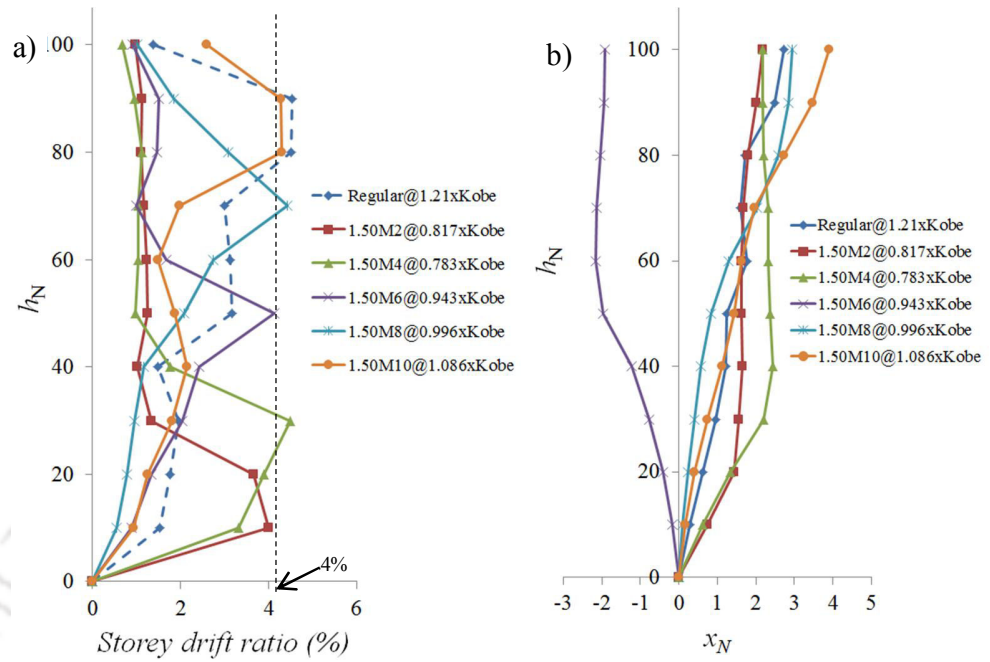 a)
100
80
60
40
20
0
h_N
0 2 4 6
Storey drift ratio (%)
4%
Regular@1.21xKobe
1.50M2@0.817xKobe
1.50M4@0.783xKobe
1.50M6@0.943xKobe
1.50M8@0.996xKobe
1.50M10@1.086xKobe
b)
100
80
60
40
20
0
h_N
-3 -2 -1 0 1 2 3 4 5
x_N
Regular@1.21xKobe
1.50M2@0.817xKobe
1.50M4@0.783xKobe
1.50M6@0.943xKobe
1.50M8@0.996xKobe
1.50M10@1.086xKobe